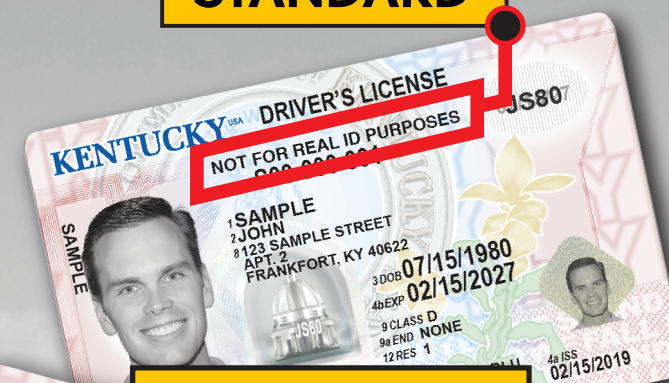 STANDARD
KENTUCKY USA DRIVER'S LICENSE
NOT FOR REAL ID PURPOSES
JS80
SAMPLE
1 SAMPLE
2 JOHN
8 123 SAMPLE STREET
APT. 2
FRANKFORT, KY 40622
3 DOB 07/15/1980
4b EXP 02/15/2027
JS80
9 CLASS D
9a END NONE
12 RES 1
4a ISS
02/15/2019